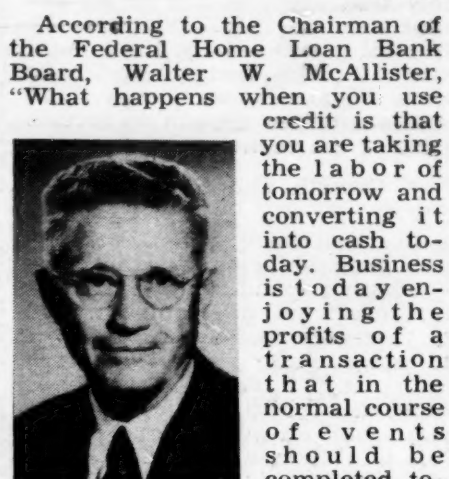 According to the Chairman of
the Federal Home Loan Bank
Board, Walter W. McAllister,
“What happens when you use
credit is that
you are taking
the labor of
tomorrow and
converting it
into cash to-
day. Business
is today en-
joying the
profits of a
transaction
that in the
normal course
of events
should be
completed to-